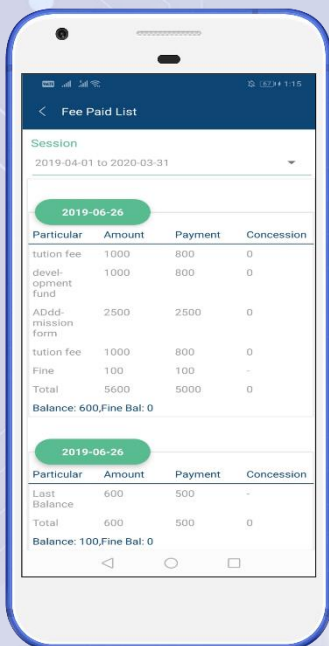 67 1:15
Fee Paid List
Session
2019-04-01 to 2020-03-31
2019-06-26
Particular Amount Payment Concession
tution fee 1000 800 0
devel-
opment
fund 1000 800 0
ADdd-
mission
form 2500 2500 0
tution fee 1000 800 0
Fine 100 100 -
Total 5600 5000 0
Balance: 600,Fine Bal: 0
2019-06-26
Particular Amount Payment Concession
Last
Balance 600 500 -
Total 600 500 0
Balance: 100,Fine Bal: 0